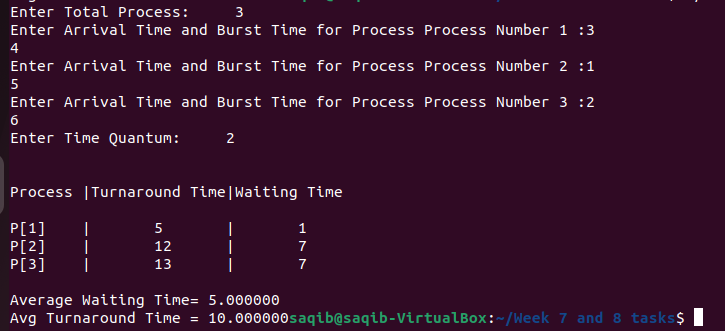 Enter Total Process: 3
Enter Arrival Time and Burst Time for Process Process Number 1 :3
4
Enter Arrival Time and Burst Time for Process Process Number 2 :1
5
Enter Arrival Time and Burst Time for Process Process Number 3 :2
6
Enter Time Quantum: 2
Process |Turnaround Time|Waiting Time
P[1] | 5 | 1
P[2] | 12 | 7
P[3] | 13 | 7
Average Waiting Time= 5.000000
Avg Turnaround Time = 10.000000saqib@saqib-VirtualBox:~/Week 7 and 8 tasks$